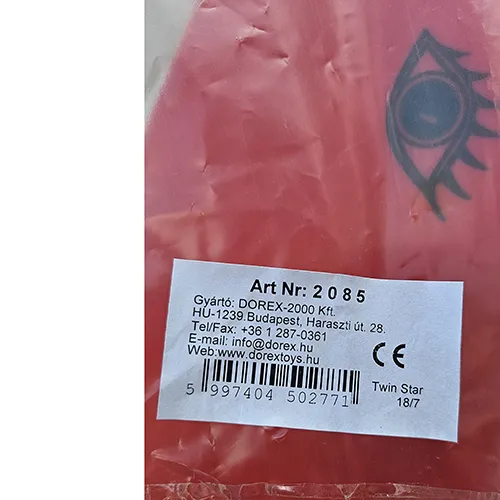 Art Nr: 2085
Gyártó: DOREX-2000 Kft.
HU-1239.Budapest, Haraszti út. 28.
Tel/Fax: +36 1 287-0361
E-mail: info@dorex.hu
Web:www.dorextoys.hu
CE
5 997404 502771
Twin Star
18/7